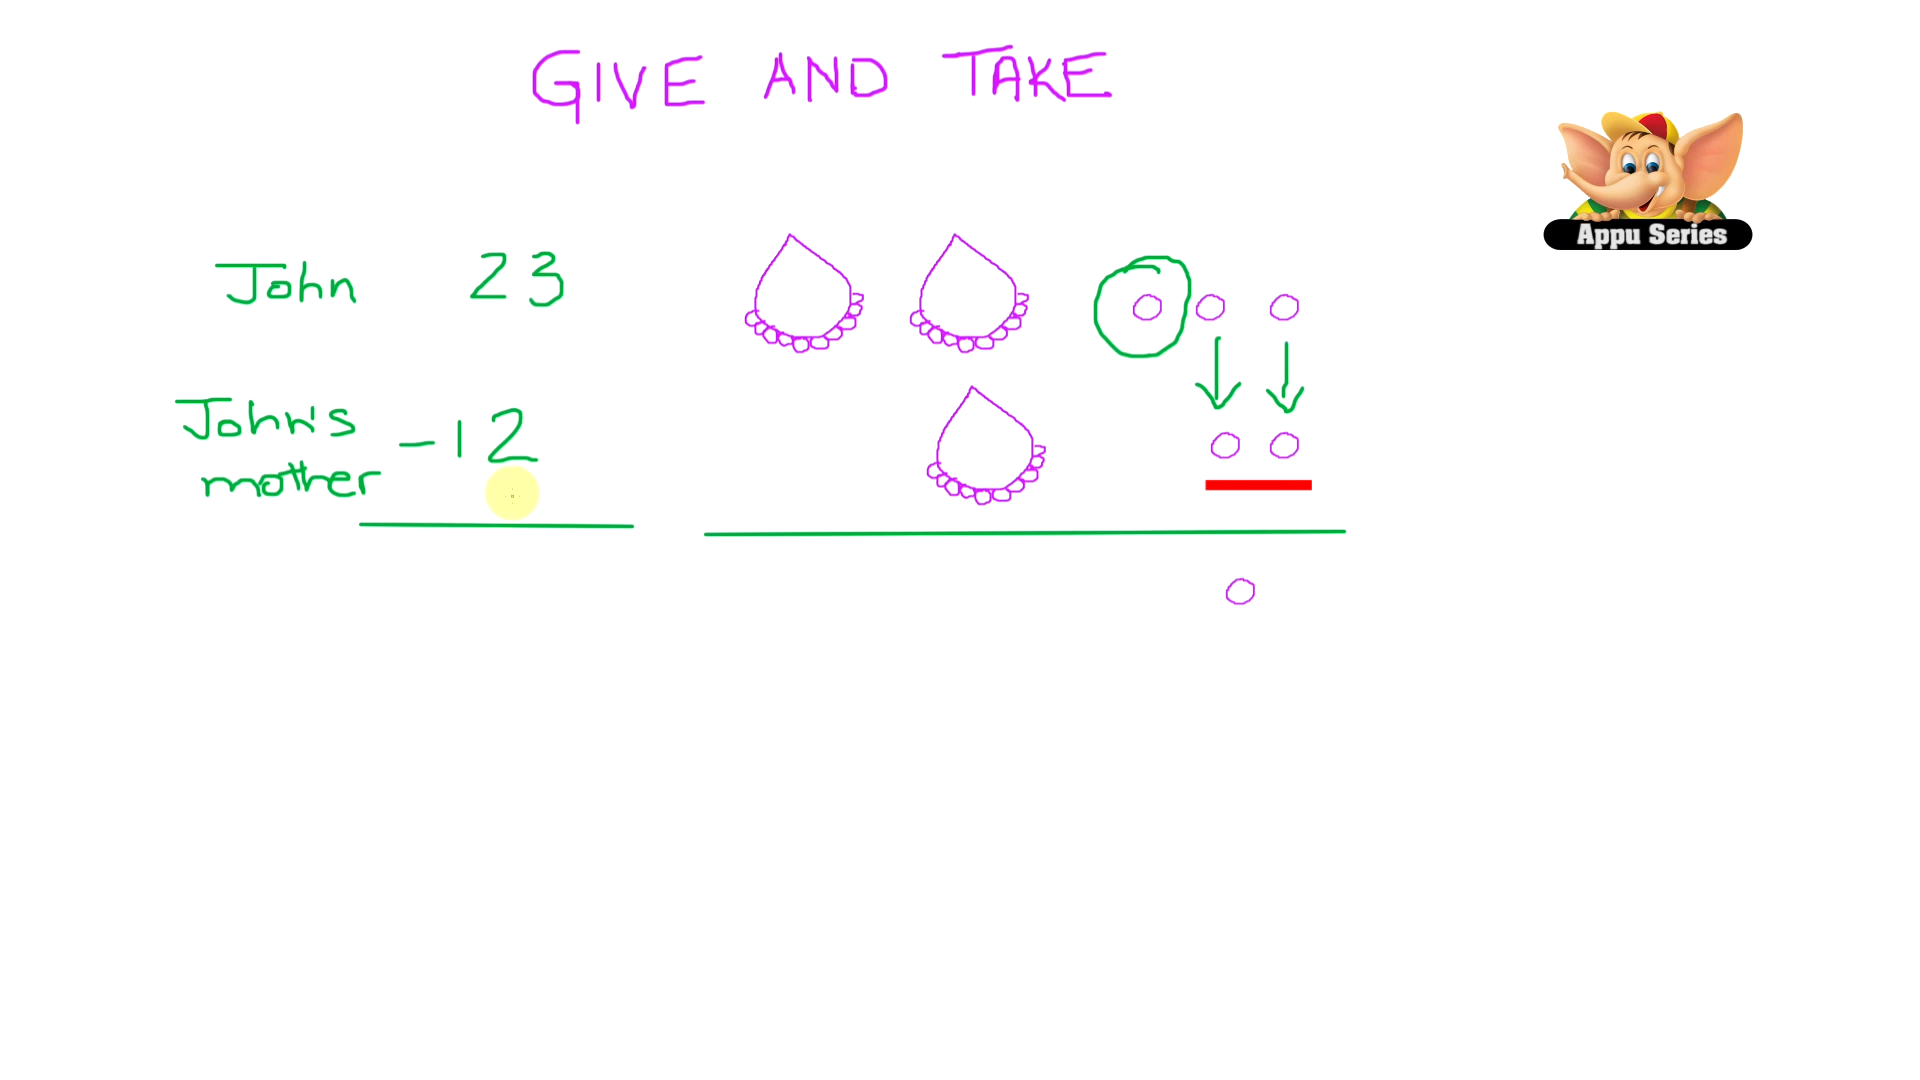 GIVE AND TAKE
Appu Series
John 23
John's
mother -12